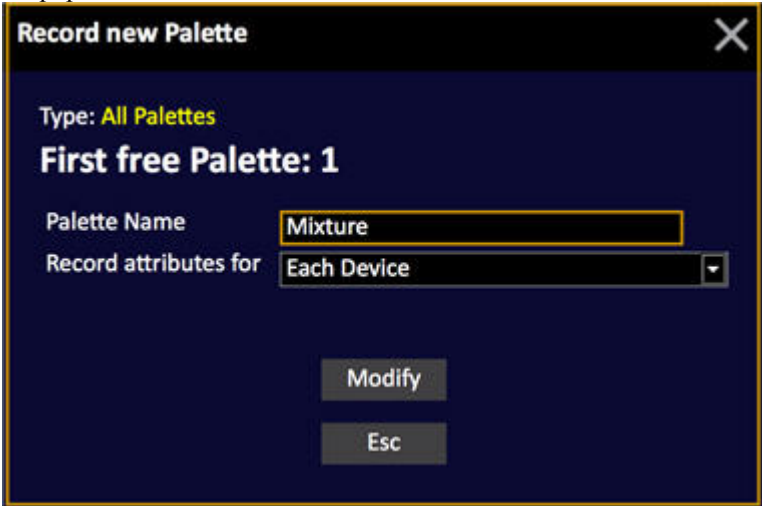 Record new Palette
Type: All Palettes
First free Palette: 1
Palette Name Mixture
Record attributes for Each Device
Modify
Esc